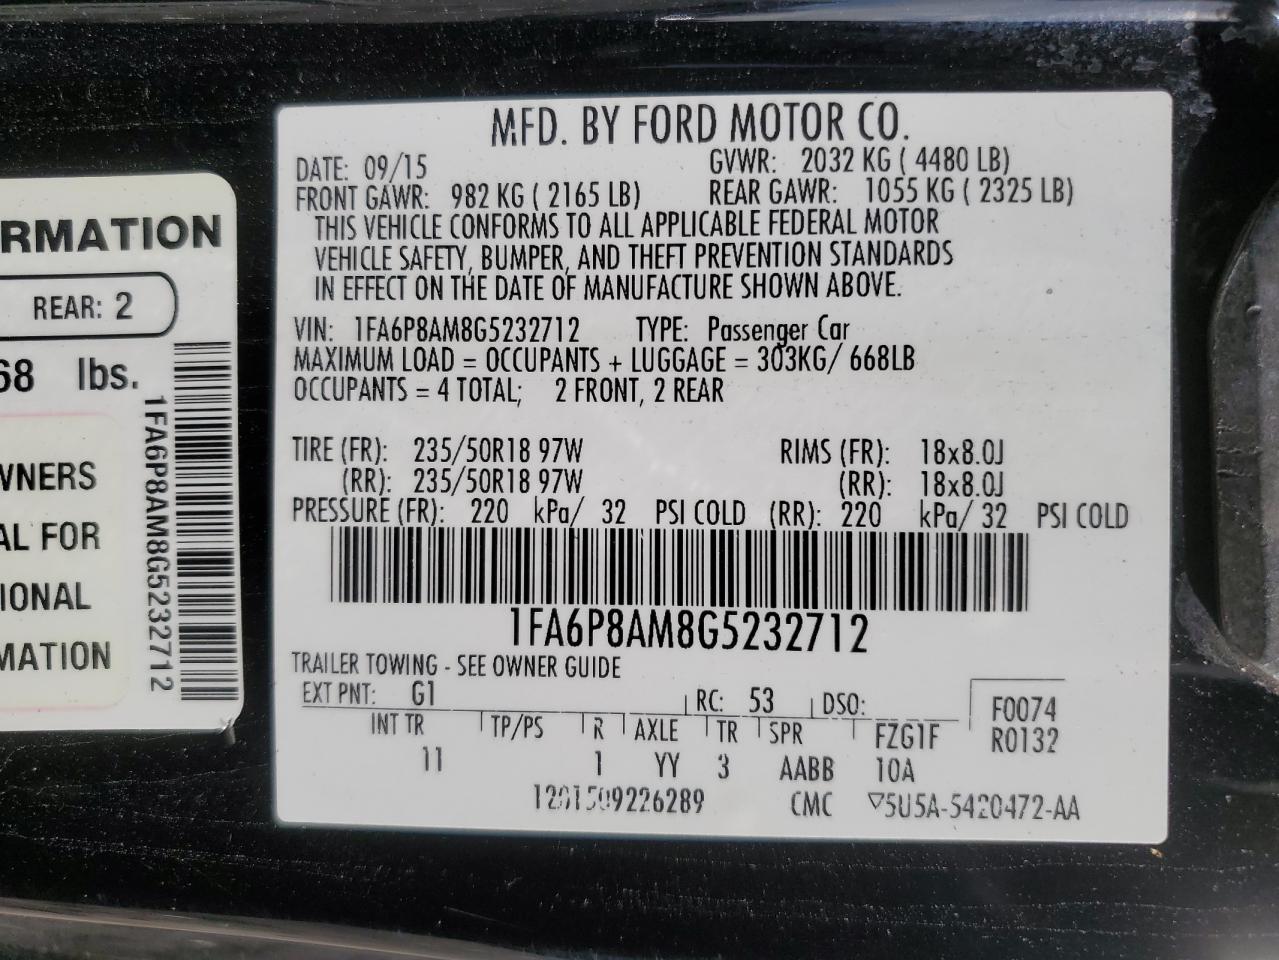 RMATION
REAR: 2
68 lbs.
WNERS
AL FOR
IONAL
MATION
1FA6P8AM8G5232712
MFD. BY FORD MOTOR CO.
DATE: 09/15 GVWR: 2032 KG ( 4480 LB)
FRONT GAWR: 982 KG ( 2165 LB) REAR GAWR: 1055 KG ( 2325 LB)
THIS VEHICLE CONFORMS TO ALL APPLICABLE FEDERAL MOTOR
VEHICLE SAFETY, BUMPER, AND THEFT PREVENTION STANDARDS
IN EFFECT ON THE DATE OF MANUFACTURE SHOWN ABOVE.
VIN: 1FA6P8AM8G5232712 TYPE: Passenger Car
MAXIMUM LOAD = OCCUPANTS + LUGGAGE = 303KG/ 668LB
OCCUPANTS = 4 TOTAL; 2 FRONT, 2 REAR
TIRE (FR): 235/50R18 97W RIMS (FR): 18x8.0J
(RR): 235/50R18 97W (RR): 18x8.0J
PRESSURE (FR): 220 kPa/ 32 PSI COLD (RR): 220 kPa/ 32 PSI COLD
1FA6P8AM8G5232712
TRAILER TOWING - SEE OWNER GUIDE
EXT PNT: G1 RC: 53 DSO: F0074
INT TR TP/PS R AXLE TR SPR FZG1F R0132
11 1 YY 3 AABB 10A
1201509226289 CMC ▽5U5A-5420472-AA